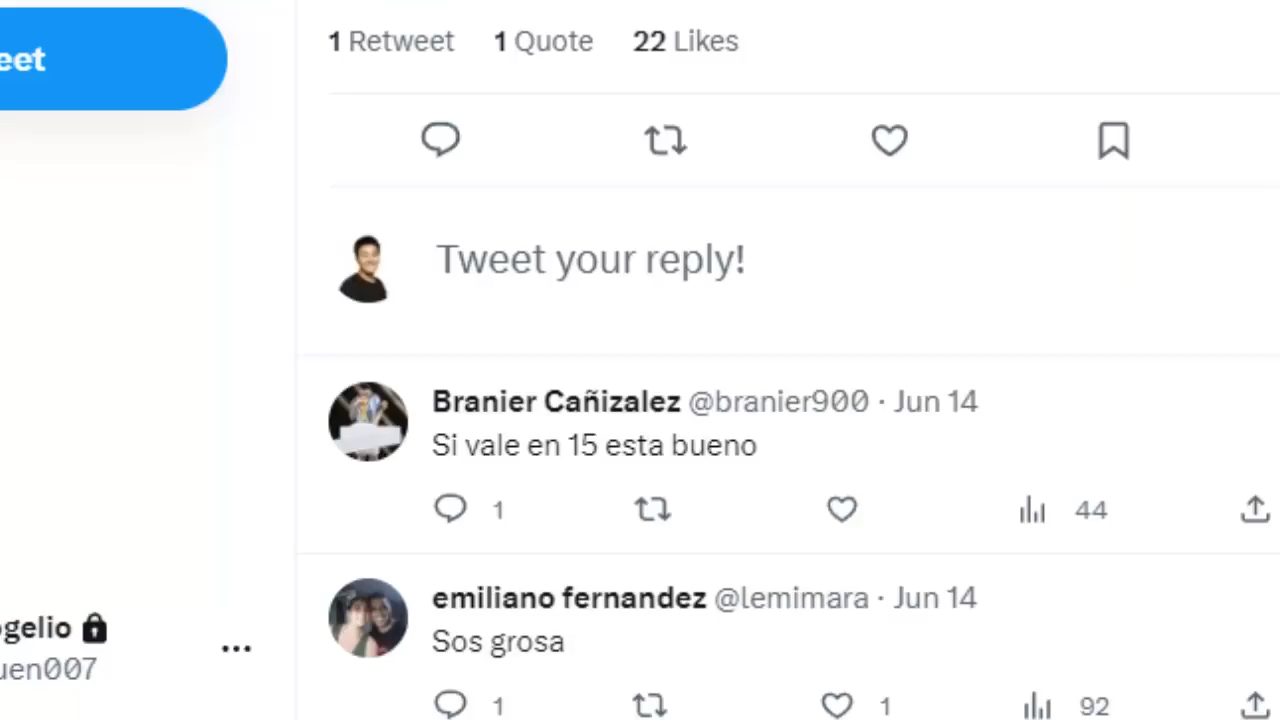 eet
1 Retweet 1 Quote 22 Likes
Tweet your reply!
Branier Cañizalez @branier900 · Jun 14
Si vale en 15 esta bueno
1 44
emiliano fernandez @lemimara · Jun 14
Sos grosa
ogelio
uen007
1 1 92